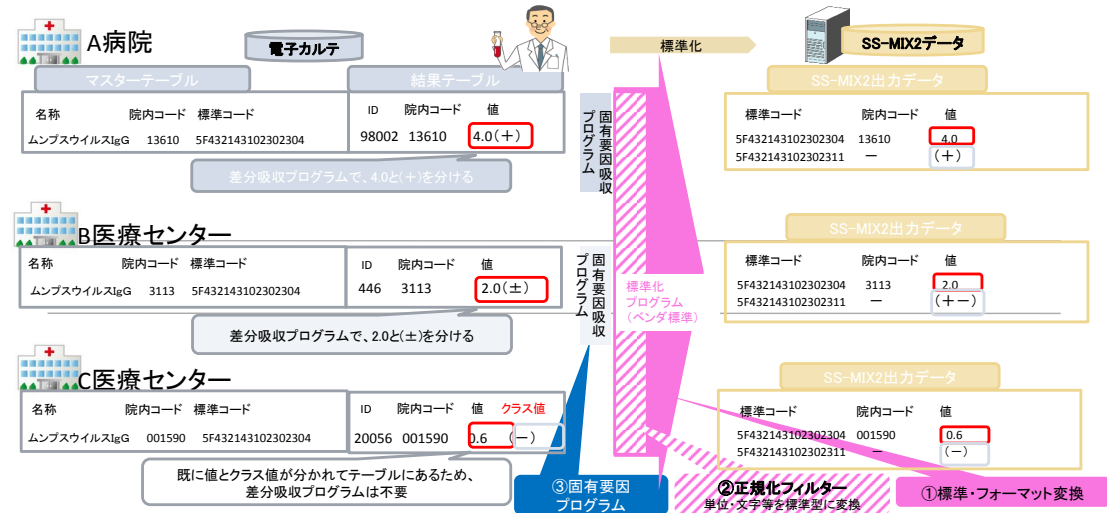 A病院
電子カルテ
標準化
SS-MIX2データ
マスターテーブル
結果テーブル
SS-MIX2出力データ
名称 院内コード 標準コード
ムンプスウイルスIgG 13610 5F432143102302304
ID 院内コード 値
98002 13610 4.0(+)
標準コード 院内コード 値
5F432143102302304 13610 4.0
5F432143102302311 ー (+)
差分吸収プログラムで、4.0と(+)を分ける
固有要因吸収
プログラム
B医療センター
SS-MIX2出力データ
名称 院内コード 標準コード
ムンプスウイルスIgG 3113 5F432143102302304
ID 院内コード 値
446 3113 2.0(±)
標準コード 院内コード 値
5F432143102302304 3113 2.0
5F432143102302311 ー (+-)
差分吸収プログラムで、2.0と(±)を分ける
固有要因吸収
プログラム
標準化
プログラム
(ベンダ標準)
C医療センター
SS-MIX2出力データ
名称 院内コード 標準コード
ムンプスウイルスIgG 001590 5F432143102302304
ID 院内コード 値 クラス値
20056 001590 0.6 (-)
標準コード 院内コード 値
5F432143102302304 001590 0.6
5F432143102302311 ー (-)
既に値とクラス値が分かれてテーブルにあるため、
差分吸収プログラムは不要
③固有要因
プログラム
②正規化フィルター
単位・文字等を標準型に変換
①標準・フォーマット変換